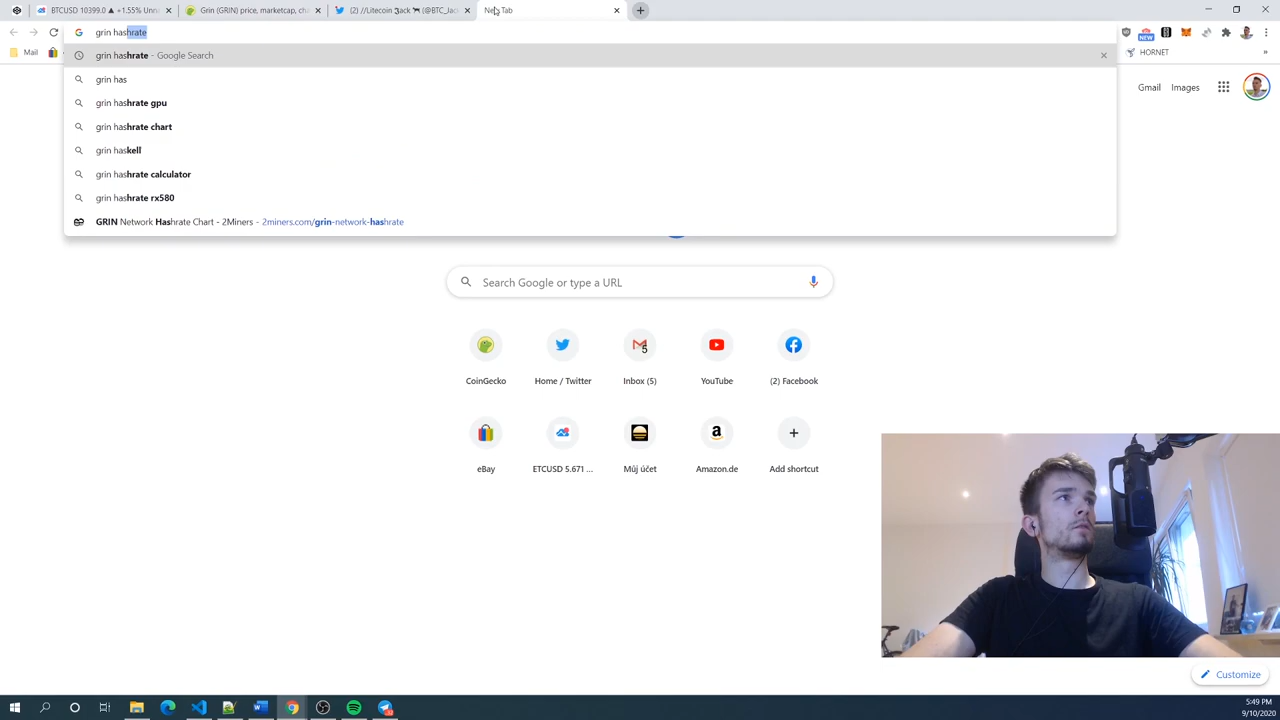 BTCUSD 10399.0 ▲ +1.55% Unn
Grin (GRIN) price, marketcap, cha
(2) //Litecoin Jack
(@BTC_Jac
New Tab
grin hashrate
grin hashrate - Google Search
grin has
grin hashrate gpu
grin hashrate chart
grin haskell
grin hashrate calculator
grin hashrate rx580
GRIN Network Hashrate Chart - 2Miners - 2miners.com/grin-network-hashrate
Mail
NEW
HORNET
»
Gmail
Images
Search Google or type a URL
CoinGecko
Home / Twitter
Inbox (5)
YouTube
(2) Facebook
eBay
ETCUSD 5.671 ...
Můj účet
Amazon.de
Add shortcut
Customize
5:49 PM
9/10/2020